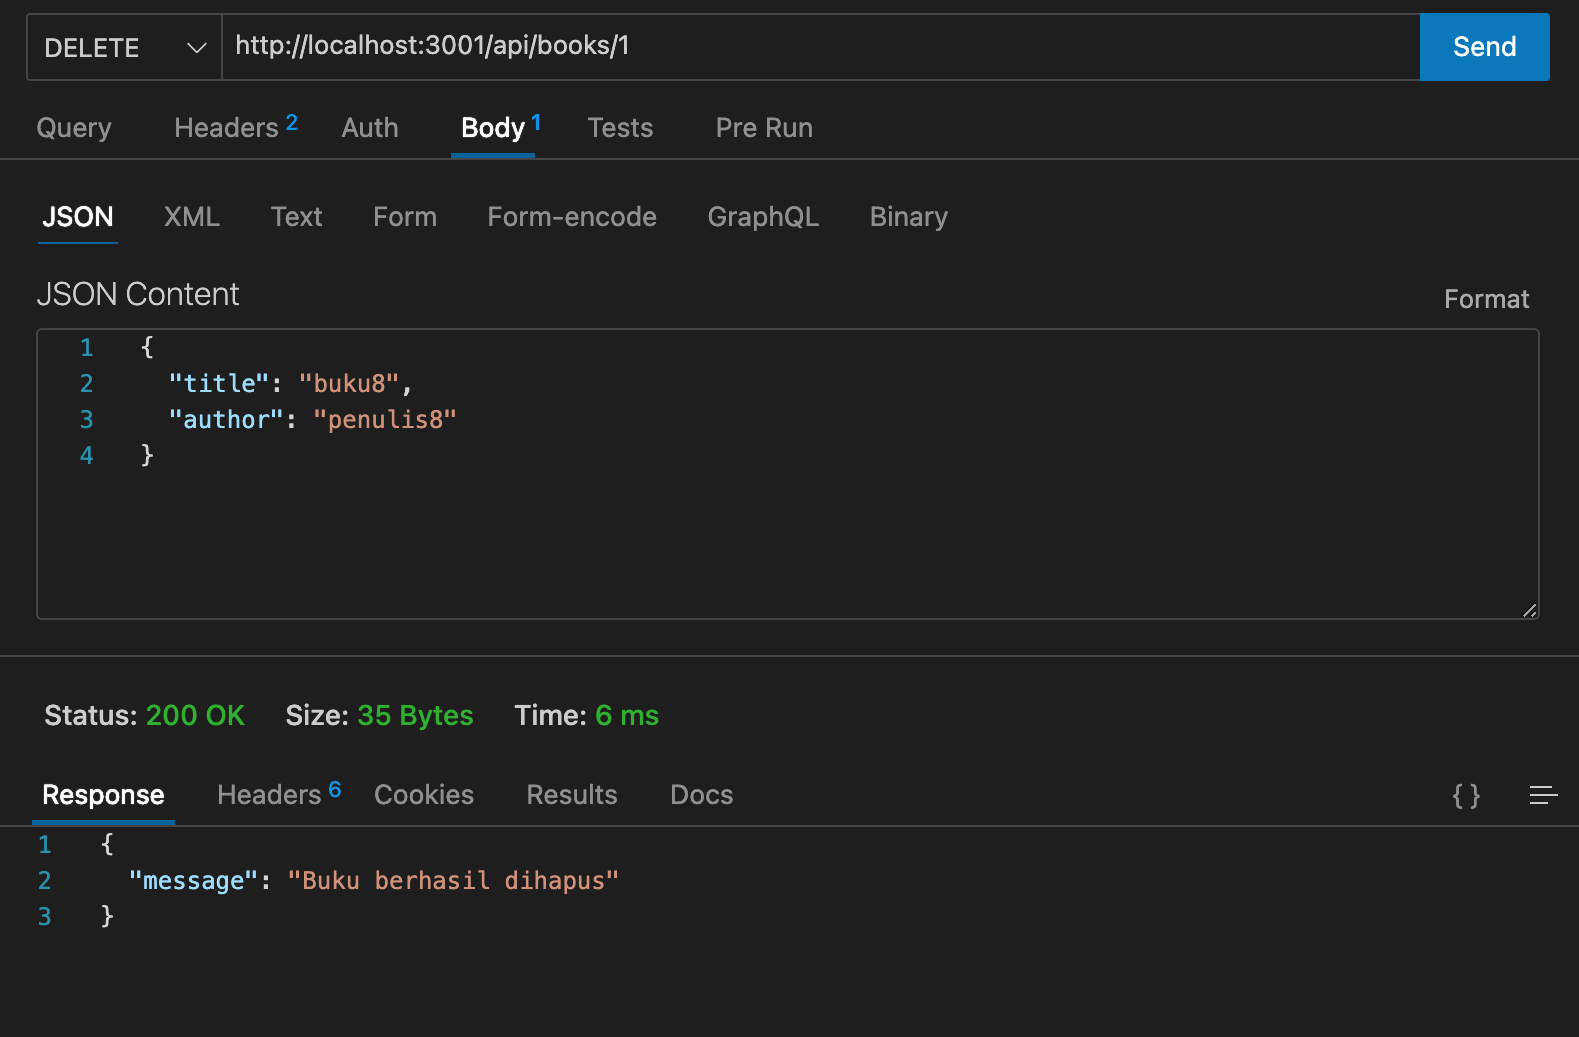 DELETE http://localhost:3001/api/books/1 Send
Query Headers 2 Auth Body 1 Tests Pre Run
JSON XML Text Form Form-encode GraphQL Binary
JSON Content
Format
1 {
2 "title": "buku8",
3 "author": "penulis8"
4 }
Status: 200 OK Size: 35 Bytes Time: 6 ms
Response Headers 6 Cookies Results Docs { }
1 {
2 "message": "Buku berhasil dihapus"
3 }